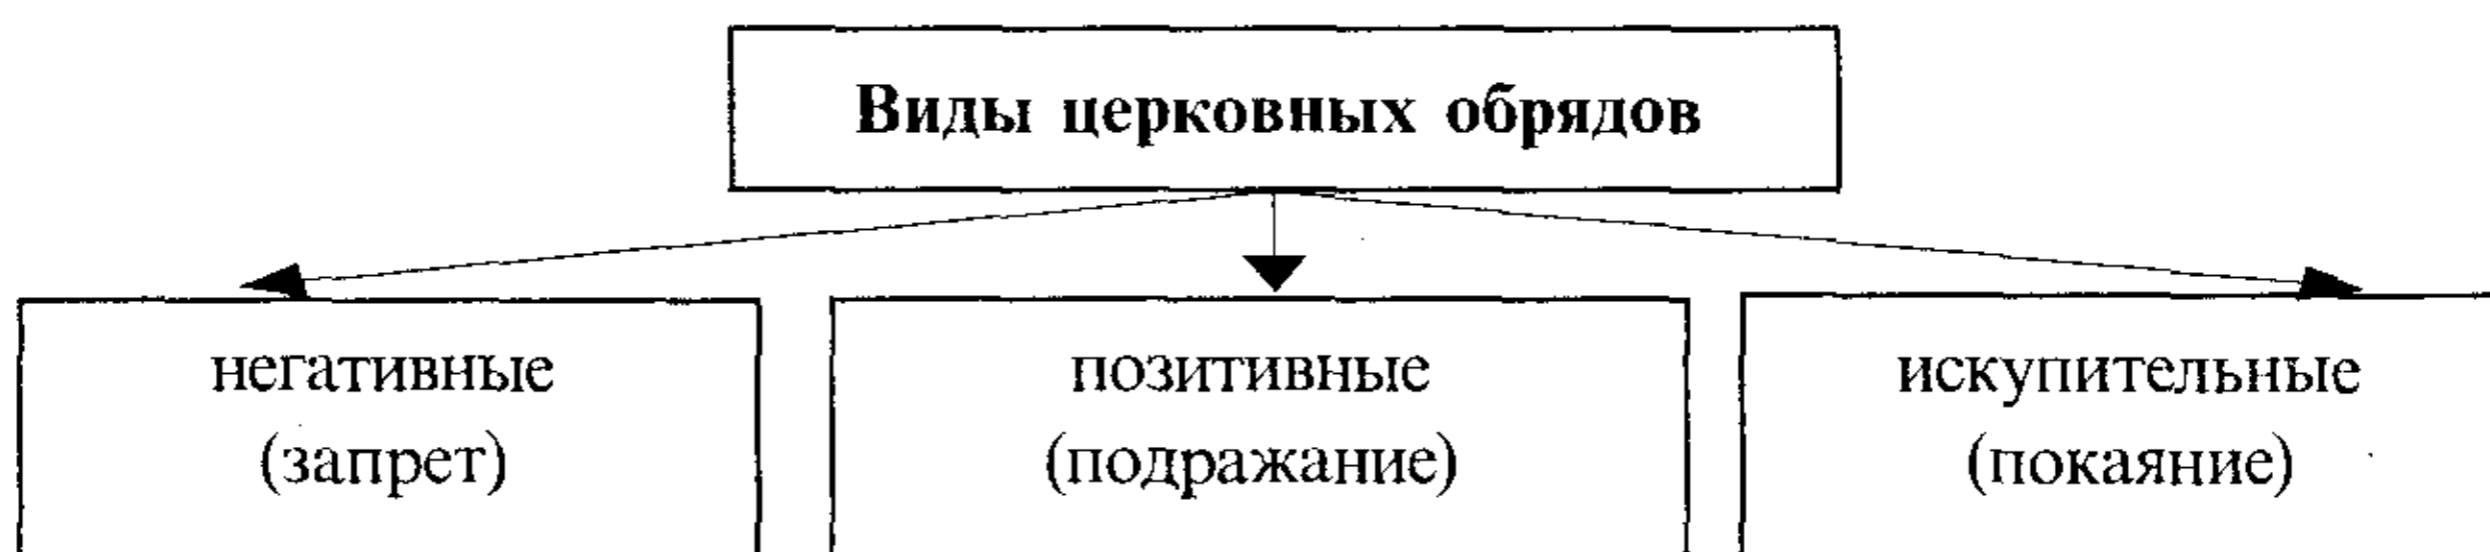 Виды церковных обрядов
негативные
(запрет)
позитивные
(подражание)
искупительные
(покаяние)